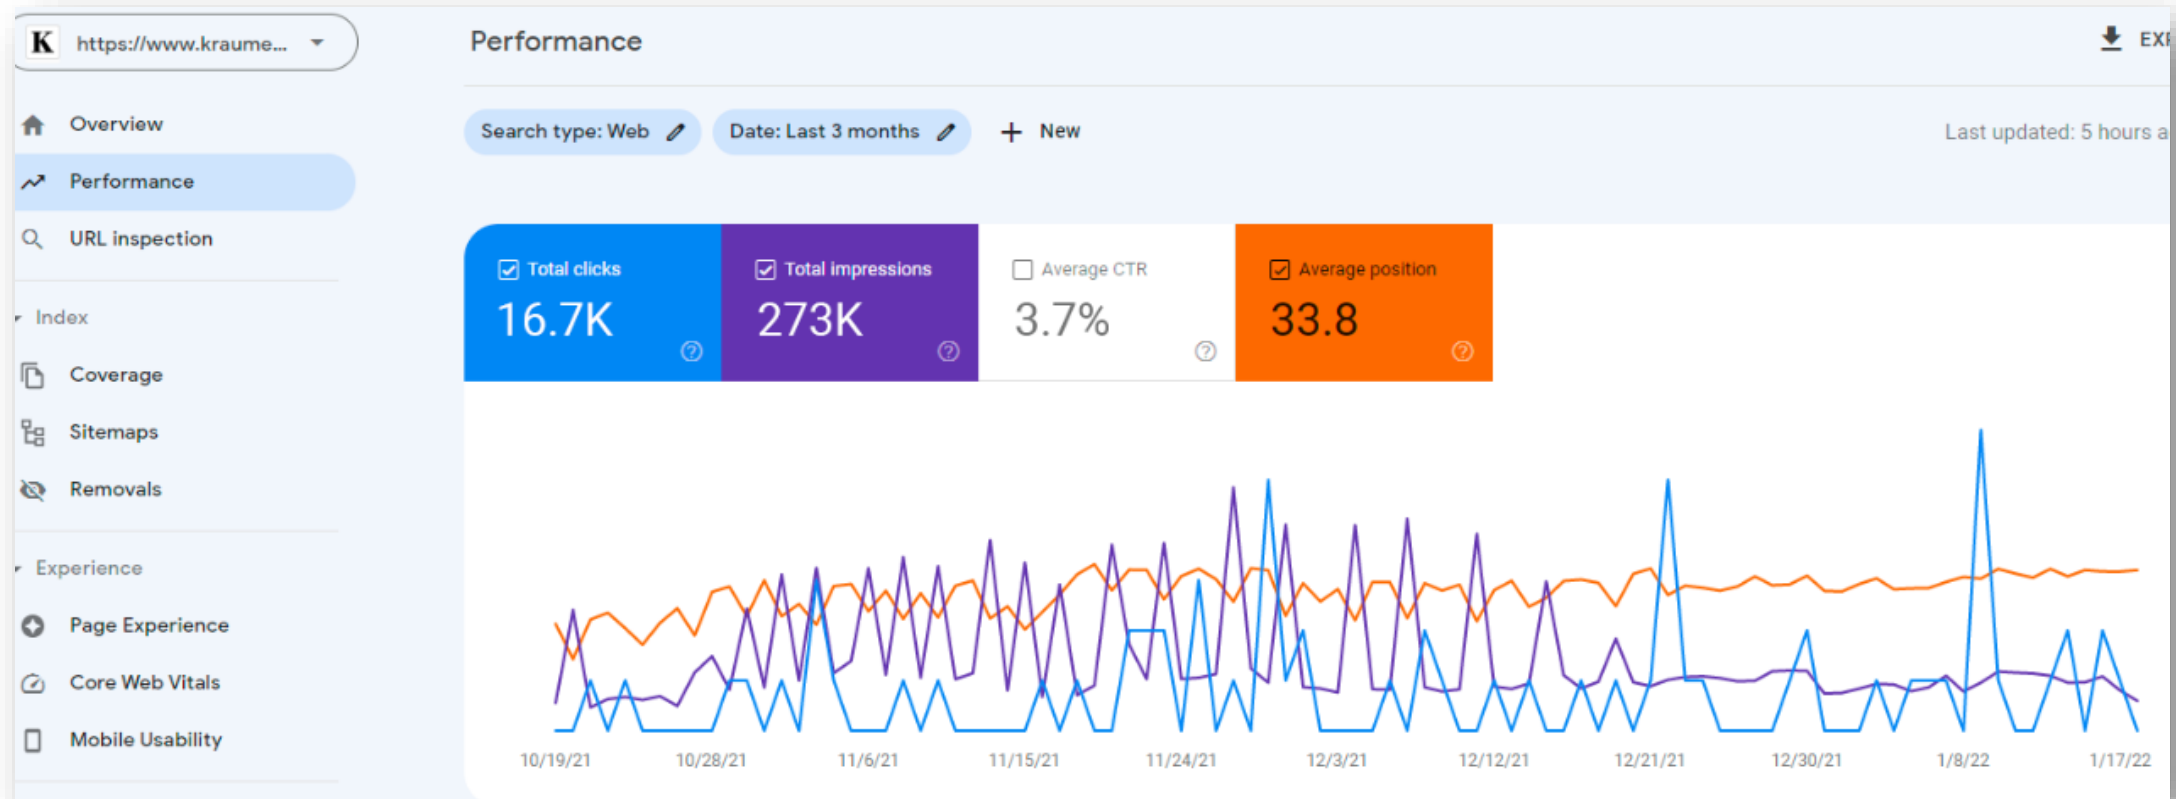 K https://www.kraume...
Performance
EX
Overview
Search type: Web
Date: Last 3 months
+ New
Last updated: 5 hours a
Performance
URL inspection
Total clicks
Total impressions
Average CTR
Average position
16.7K
273K
3.7%
33.8
Index
Coverage
Sitemaps
Removals
Experience
Page Experience
Core Web Vitals
Mobile Usability
10/19/21
10/28/21
11/6/21
11/15/21
11/24/21
12/3/21
12/12/21
12/21/21
12/30/21
1/8/22
1/17/22